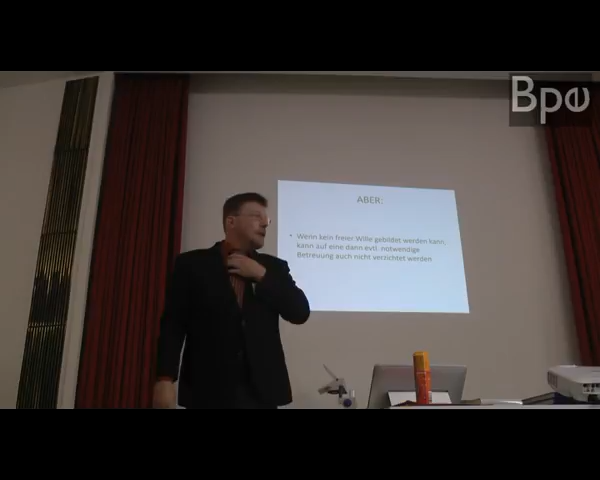 Bpe
ABER:
• Wenn kein freier Wille gebildet werden kann,
kann auf eine dann evtl. notwendige
Betreuung auch nicht verzichtet werden